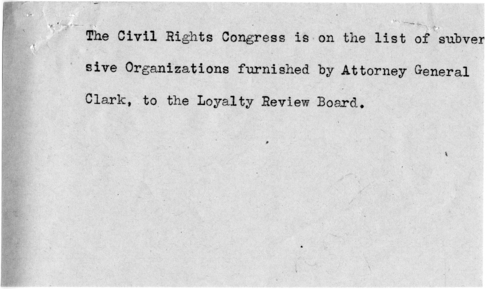 The Civil Rights Congress is on the list of subver
sive Organizations furnished by Attorney General
Clark, to the Loyalty Review Board.